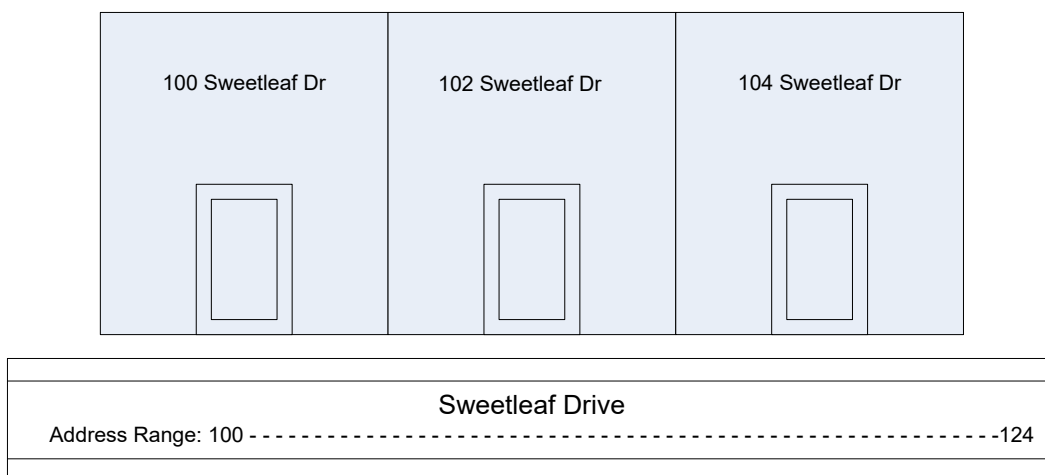 100 Sweetleaf Dr
102 Sweetleaf Dr
104 Sweetleaf Dr
Sweetleaf Drive
Address Range: 100 - - - - - - - - - - - - - - - - - - - - - - - - - - - - - - - - - - - - - - - - - - - - - - - - - - - - - - - - - -124